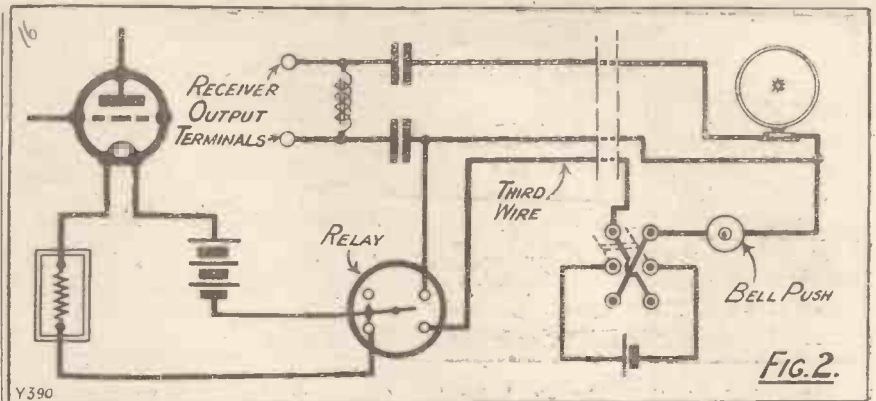 16
RECEIVER
OUTPUT
TERMINALS
THIRD
WIRE
RELAY
BELL PUSH
FIG. 2.
Y390